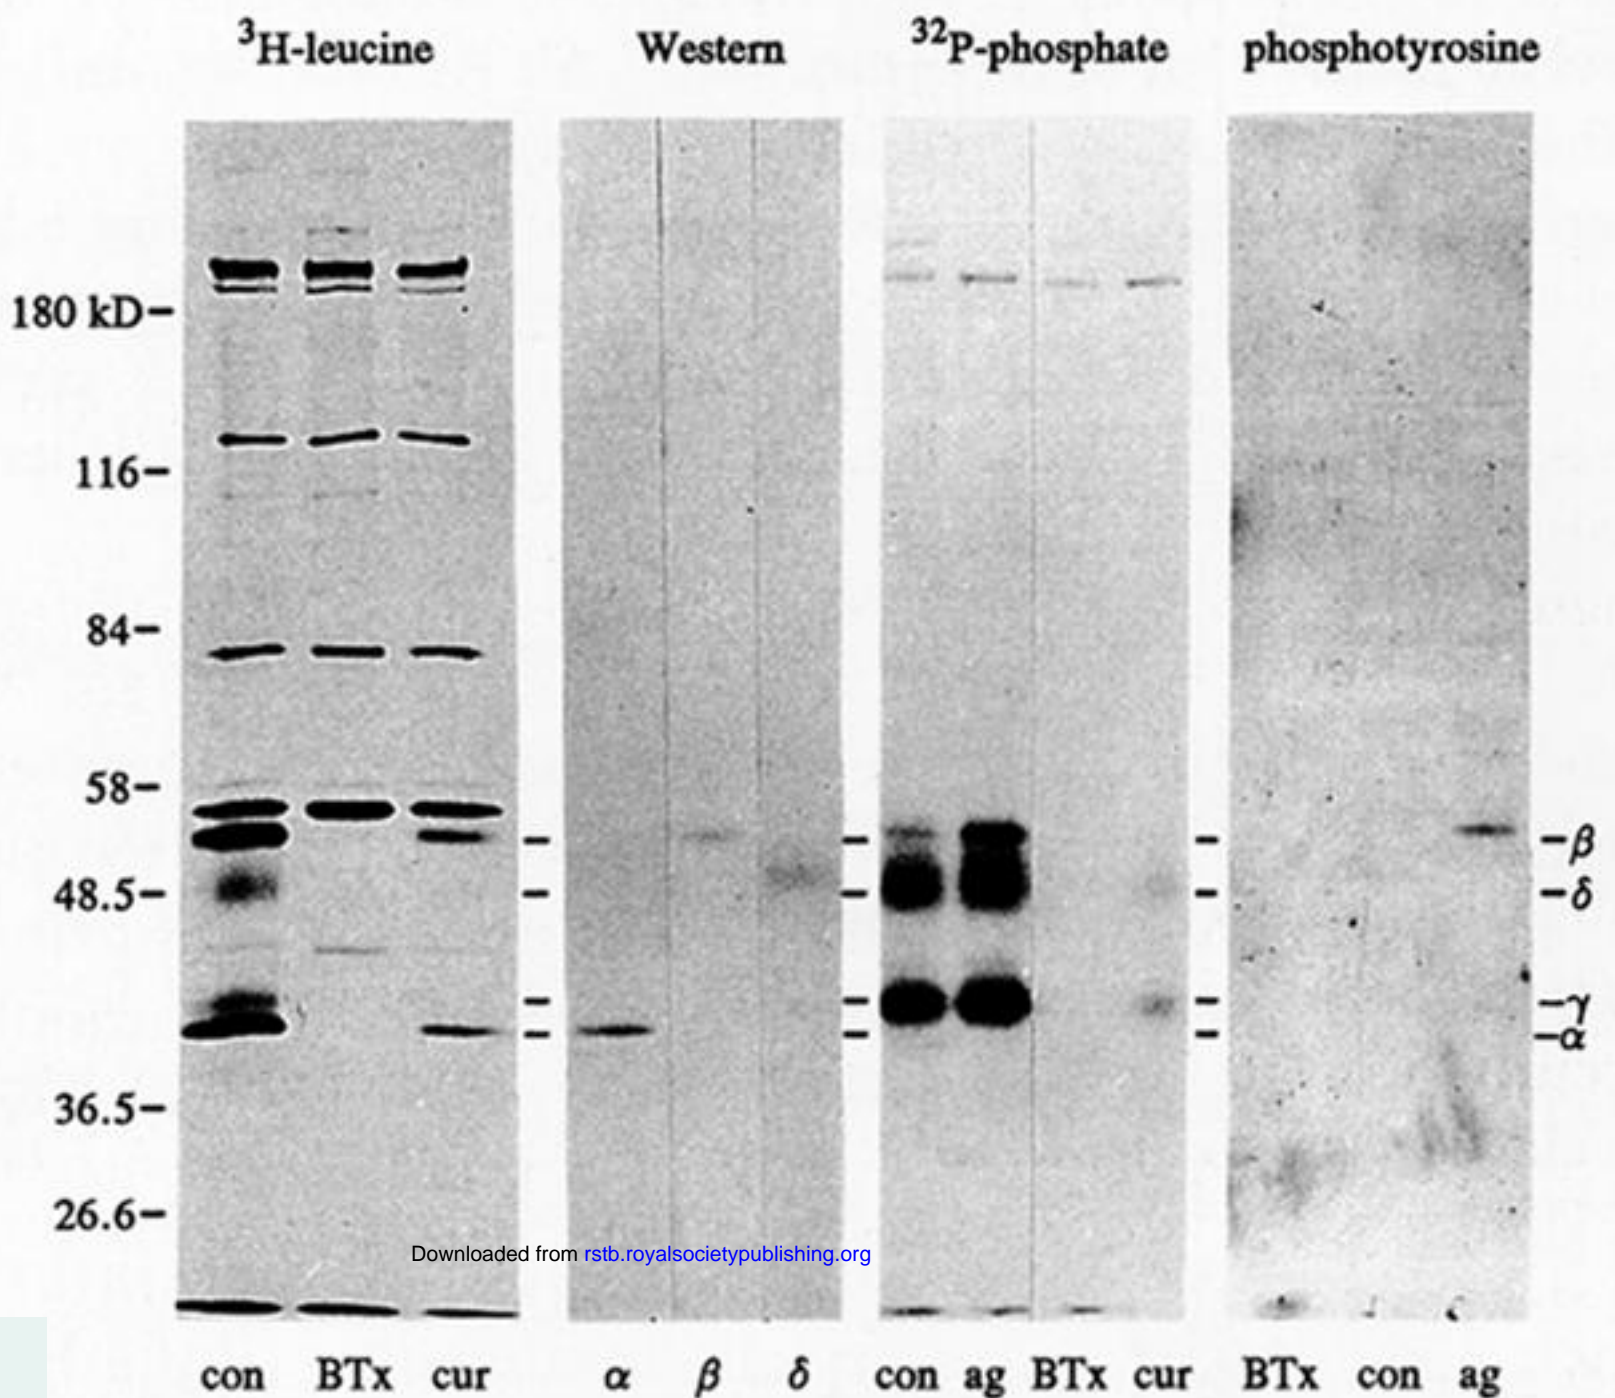 ³H-leucine Western ³²P-phosphate phosphotyrosine
180 kD–
116–
84–
58–
–β
48.5–
–δ
–γ
–α
36.5–
26.6–
Downloaded from rstb.royalsocietypublishing.org
con BTx cur α β δ con ag BTx cur BTx con ag